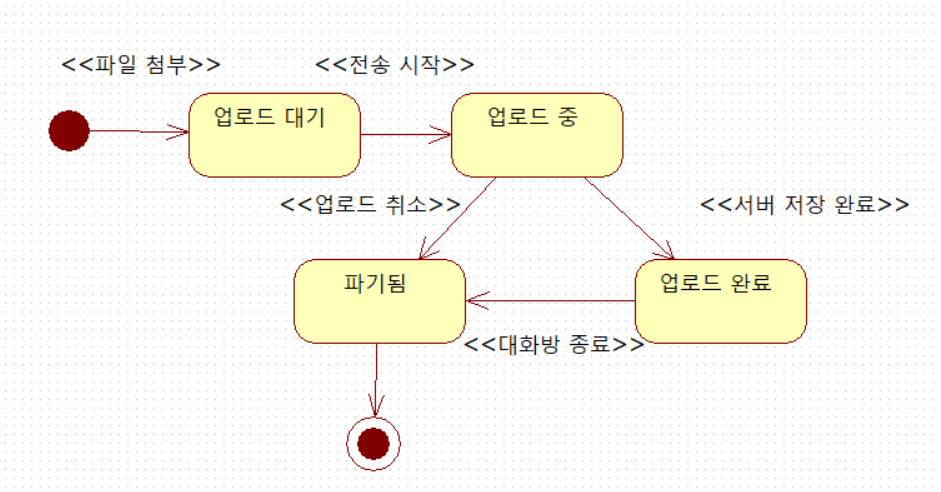 <<파일 첨부>>
<<전송 시작>>
업로드 대기
업로드 중
<<업로드 취소>>
<<서버 저장 완료>>
파기됨
업로드 완료
<<대화방 종료>>